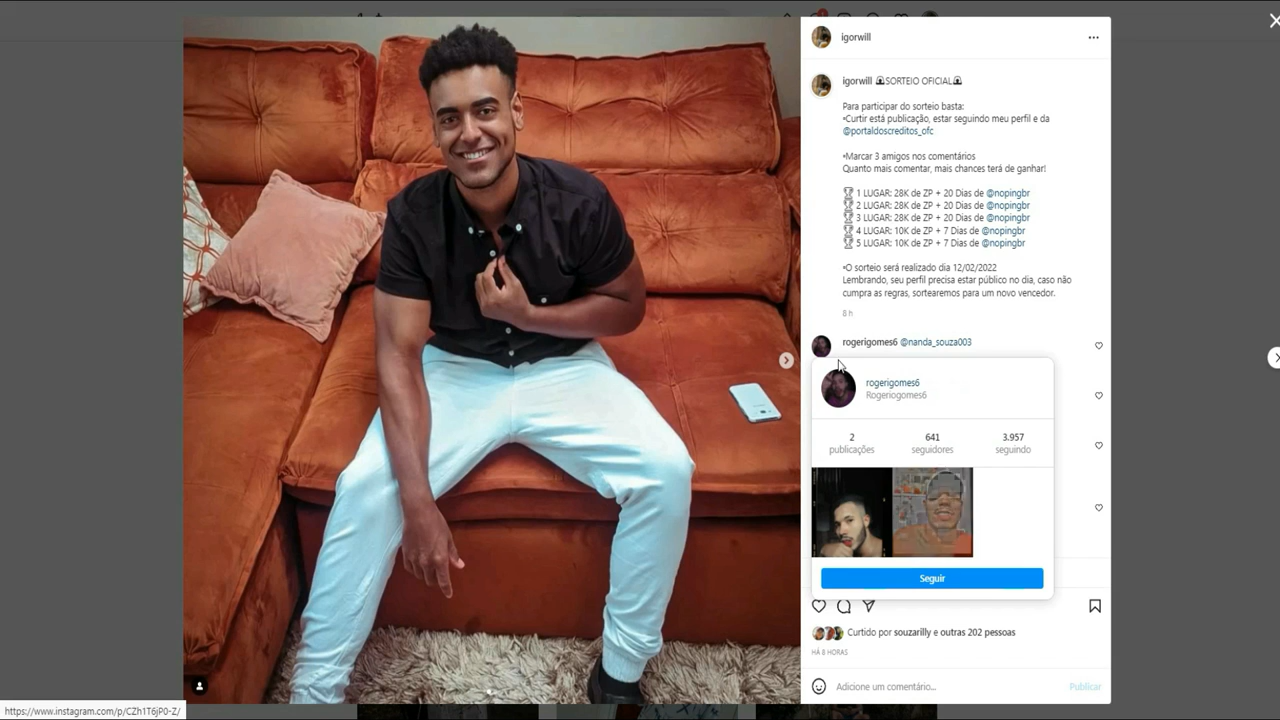 igorwill
igorwill SORTEIO OFICIAL
Para participar do sorteio basta:
•Curtir está publicação, estar seguindo meu perfil e da
@portaldoscreditos_ofc
•Marcar 3 amigos nos comentários
Quanto mais comentar, mais chances terá de ganhar!
1 LUGAR: 28K de ZP + 20 Dias de @nopingbr
2 LUGAR: 28K de ZP + 20 Dias de @nopingbr
3 LUGAR: 28K de ZP + 20 Dias de @nopingbr
4 LUGAR: 10K de ZP + 7 Dias de @nopingbr
5 LUGAR: 10K de ZP + 7 Dias de @nopingbr
•O sorteio será realizado dia 12/02/2022
Lembrando, seu perfil precisa estar público no dia, caso não
cumpra as regras, sortearemos para um novo vencedor.
8 h
rogerigomes6 @nanda_souza003
rogerigomes6
Rogeriogomes6
2 641 3.957
publicações seguidores seguindo
Seguir
Curtido por souzarilly e outras 202 pessoas
HÁ 8 HORAS
Adicione um comentário... Publicar
https://www.instagram.com/p/CZh1T6jP0-Z/